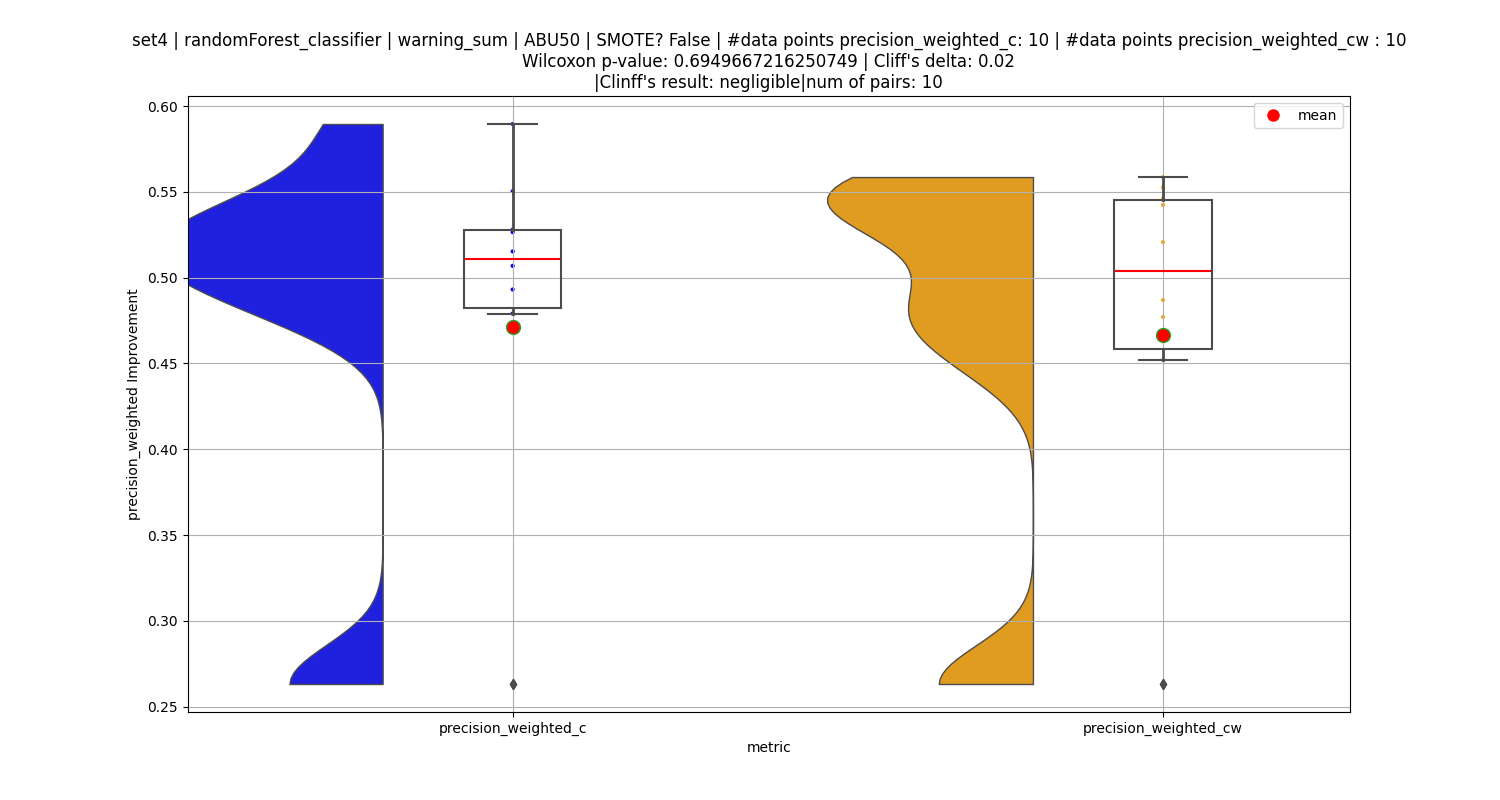 set4 | randomForest_classifier | warning_sum | ABU50 | SMOTE? False | #data points precision_weighted_c: 10 | #data points precision_weighted_cw : 10
Wilcoxon p-value: 0.6949667216250749 | Cliff's delta: 0.02
|Clinff's result: negligible|num of pairs: 10
mean
precision_weighted Improvement
0.60
0.55
0.50
0.45
0.40
0.35
0.30
0.25
precision_weighted_c
precision_weighted_cw
metric